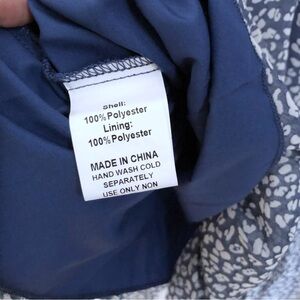 Shell:
100%Polyester
Lining:
100%Polyester
MADE IN CHINA
HAND WASH COLD
SEPARATELY
USE ONLY NON